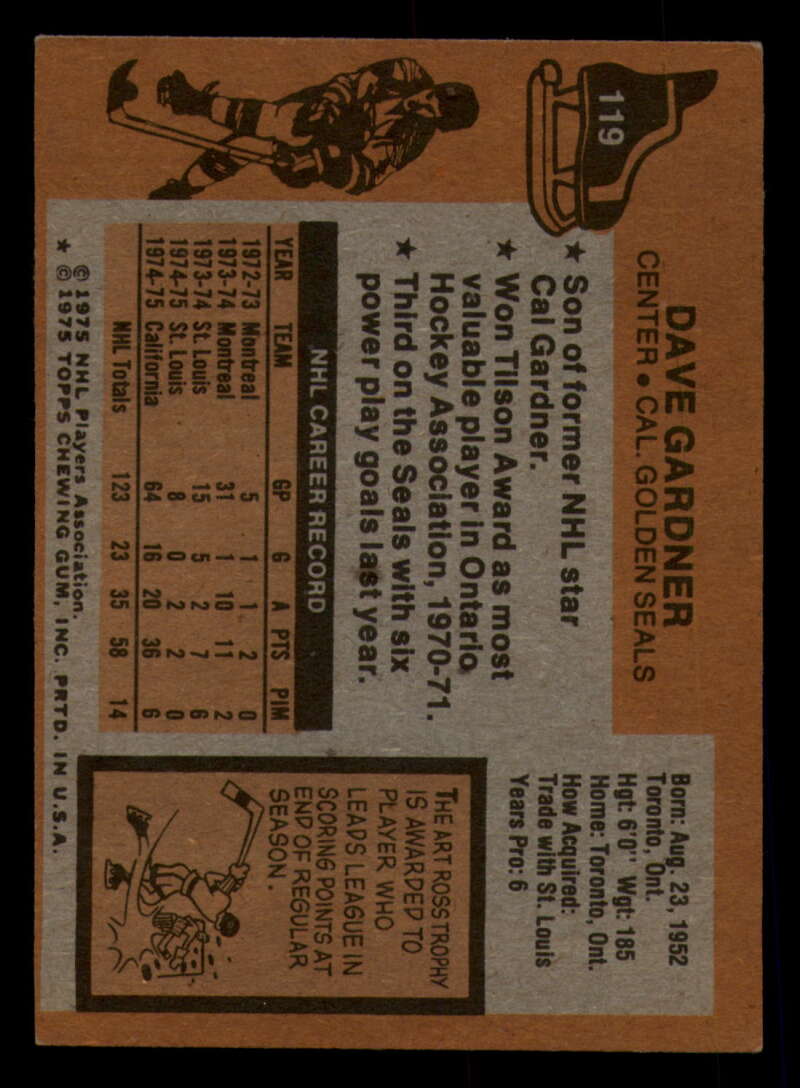 119
DAVE GARDNER
CENTER • CAL. GOLDEN SEALS
★ Son of former NHL star
Cal Gardner.
★ Won Tilson Award as most
valuable player in Ontario
Hockey Association, 1970-71.
★ Third on the Seals with six
power play goals last year.
Born: Aug. 23, 1952
Toronto, Ont.
Hgt: 6'0" Wgt: 185
Home: Toronto, Ont.
How Acquired:
Trade with St. Louis
Years Pro: 6
NHL CAREER RECORD
YEAR TEAM GP G A PTS PIM
1972-73 Montreal 5 1 1 2 0
1973-74 Montreal 31 1 10 11 2
1973-74 St. Louis 15 5 2 7 6
1974-75 St. Louis 8 0 2 2 0
1974-75 California 64 16 20 36 6
NHL Totals 123 23 35 58 14
THE ART ROSS TROPHY
IS AWARDED TO
PLAYER WHO
LEADS LEAGUE IN
SCORING POINTS AT
END OF REGULAR
SEASON.
© 1975 NHL Players Association.
★ © 1975 TOPPS CHEWING GUM, INC. PRTD. IN U.S.A.